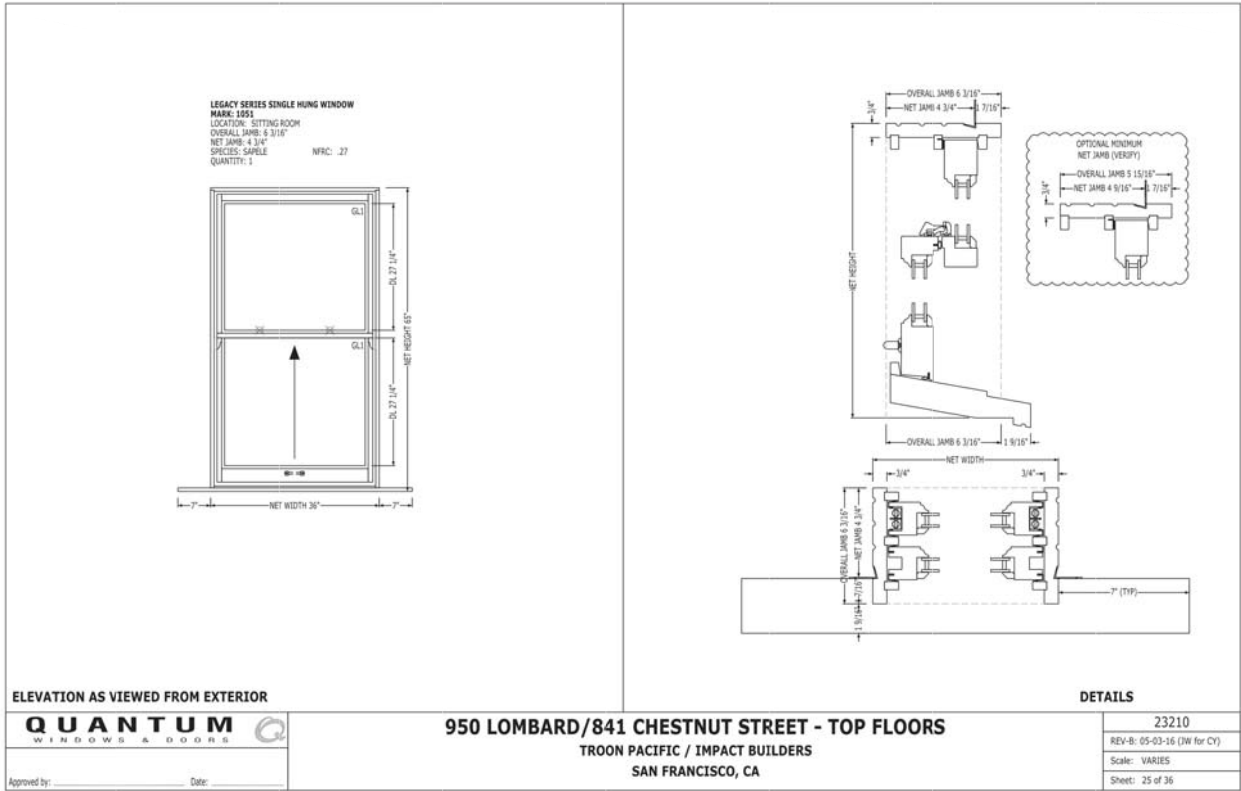 LEGACY SERIES SINGLE HUNG WINDOW
MARK: 1051
LOCATION: SITTING ROOM
OVERALL JAMB: 6 3/16"
NET JAMB: 4 3/4"
SPECIES: SAPELE NFRC: .27
QUANTITY: 1
GL1
DL 27 1/4"
NET HEIGHT 65"
GL1
DL 27 1/4"
7" NET WIDTH 36" 7"
OVERALL JAMB 6 3/16"
NET JAMB 4 3/4" 1 7/16"
3/4"
NET HEIGHT
OPTIONAL MINIMUM
NET JAMB (VERIFY)
OVERALL JAMB 5 15/16"
NET JAMB 4 9/16" 1 7/16"
3/4"
OVERALL JAMB 6 3/16" 1 9/16"
NET WIDTH
3/4" 3/4"
OVERALL JAMB 6 3/16"
NET JAMB 4 3/4"
1 7/16"
1 9/16"
7" (TYP)
ELEVATION AS VIEWED FROM EXTERIOR
DETAILS
QUANTUM
WINDOWS & DOORS
Approved by: Date:
950 LOMBARD/841 CHESTNUT STREET - TOP FLOORS
TROON PACIFIC / IMPACT BUILDERS
SAN FRANCISCO, CA
23210
REV-B: 05-03-16 (JW for CY)
Scale: VARIES
Sheet: 25 of 36